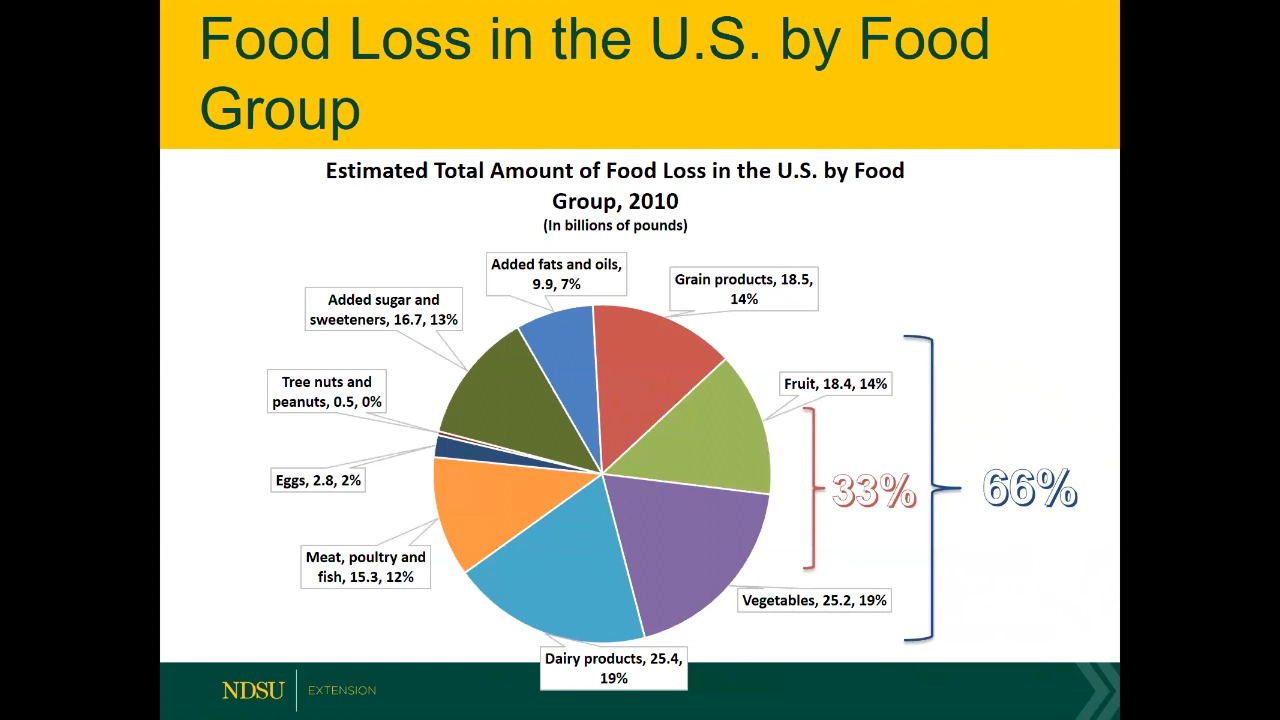 Food Loss in the U.S. by Food
Group
Estimated Total Amount of Food Loss in the U.S. by Food
Group, 2010
(In billions of pounds)
Added fats and oils,
9.9, 7%
Grain products, 18.5,
14%
Added sugar and
sweeteners, 16.7, 13%
Fruit, 18.4, 14%
Tree nuts and
peanuts, 0.5, 0%
Eggs, 2.8, 2%
33%
66%
Meat, poultry and
fish, 15.3, 12%
Vegetables, 25.2, 19%
Dairy products, 25.4,
19%
NDSU
EXTENSION